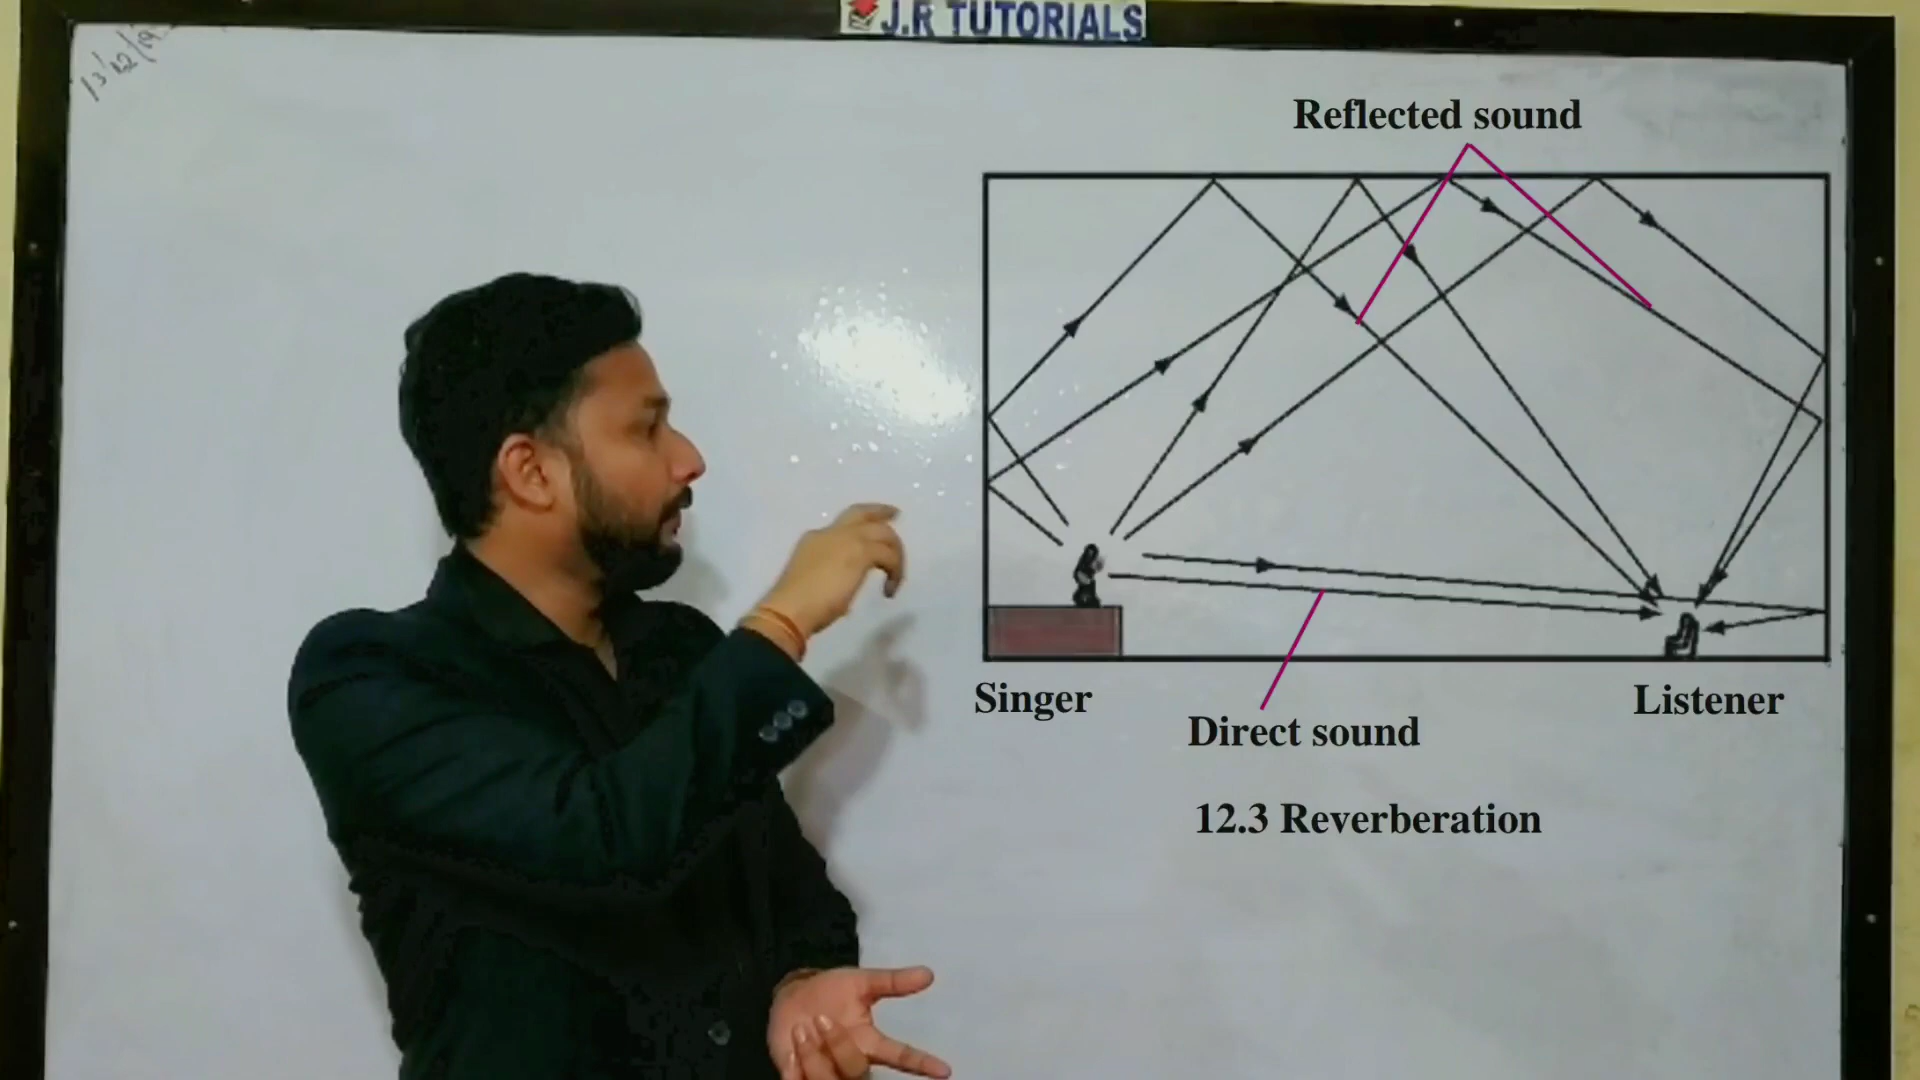 J.R TUTORIALS
Reflected sound
Singer
Listener
Direct sound
12.3 Reverberation